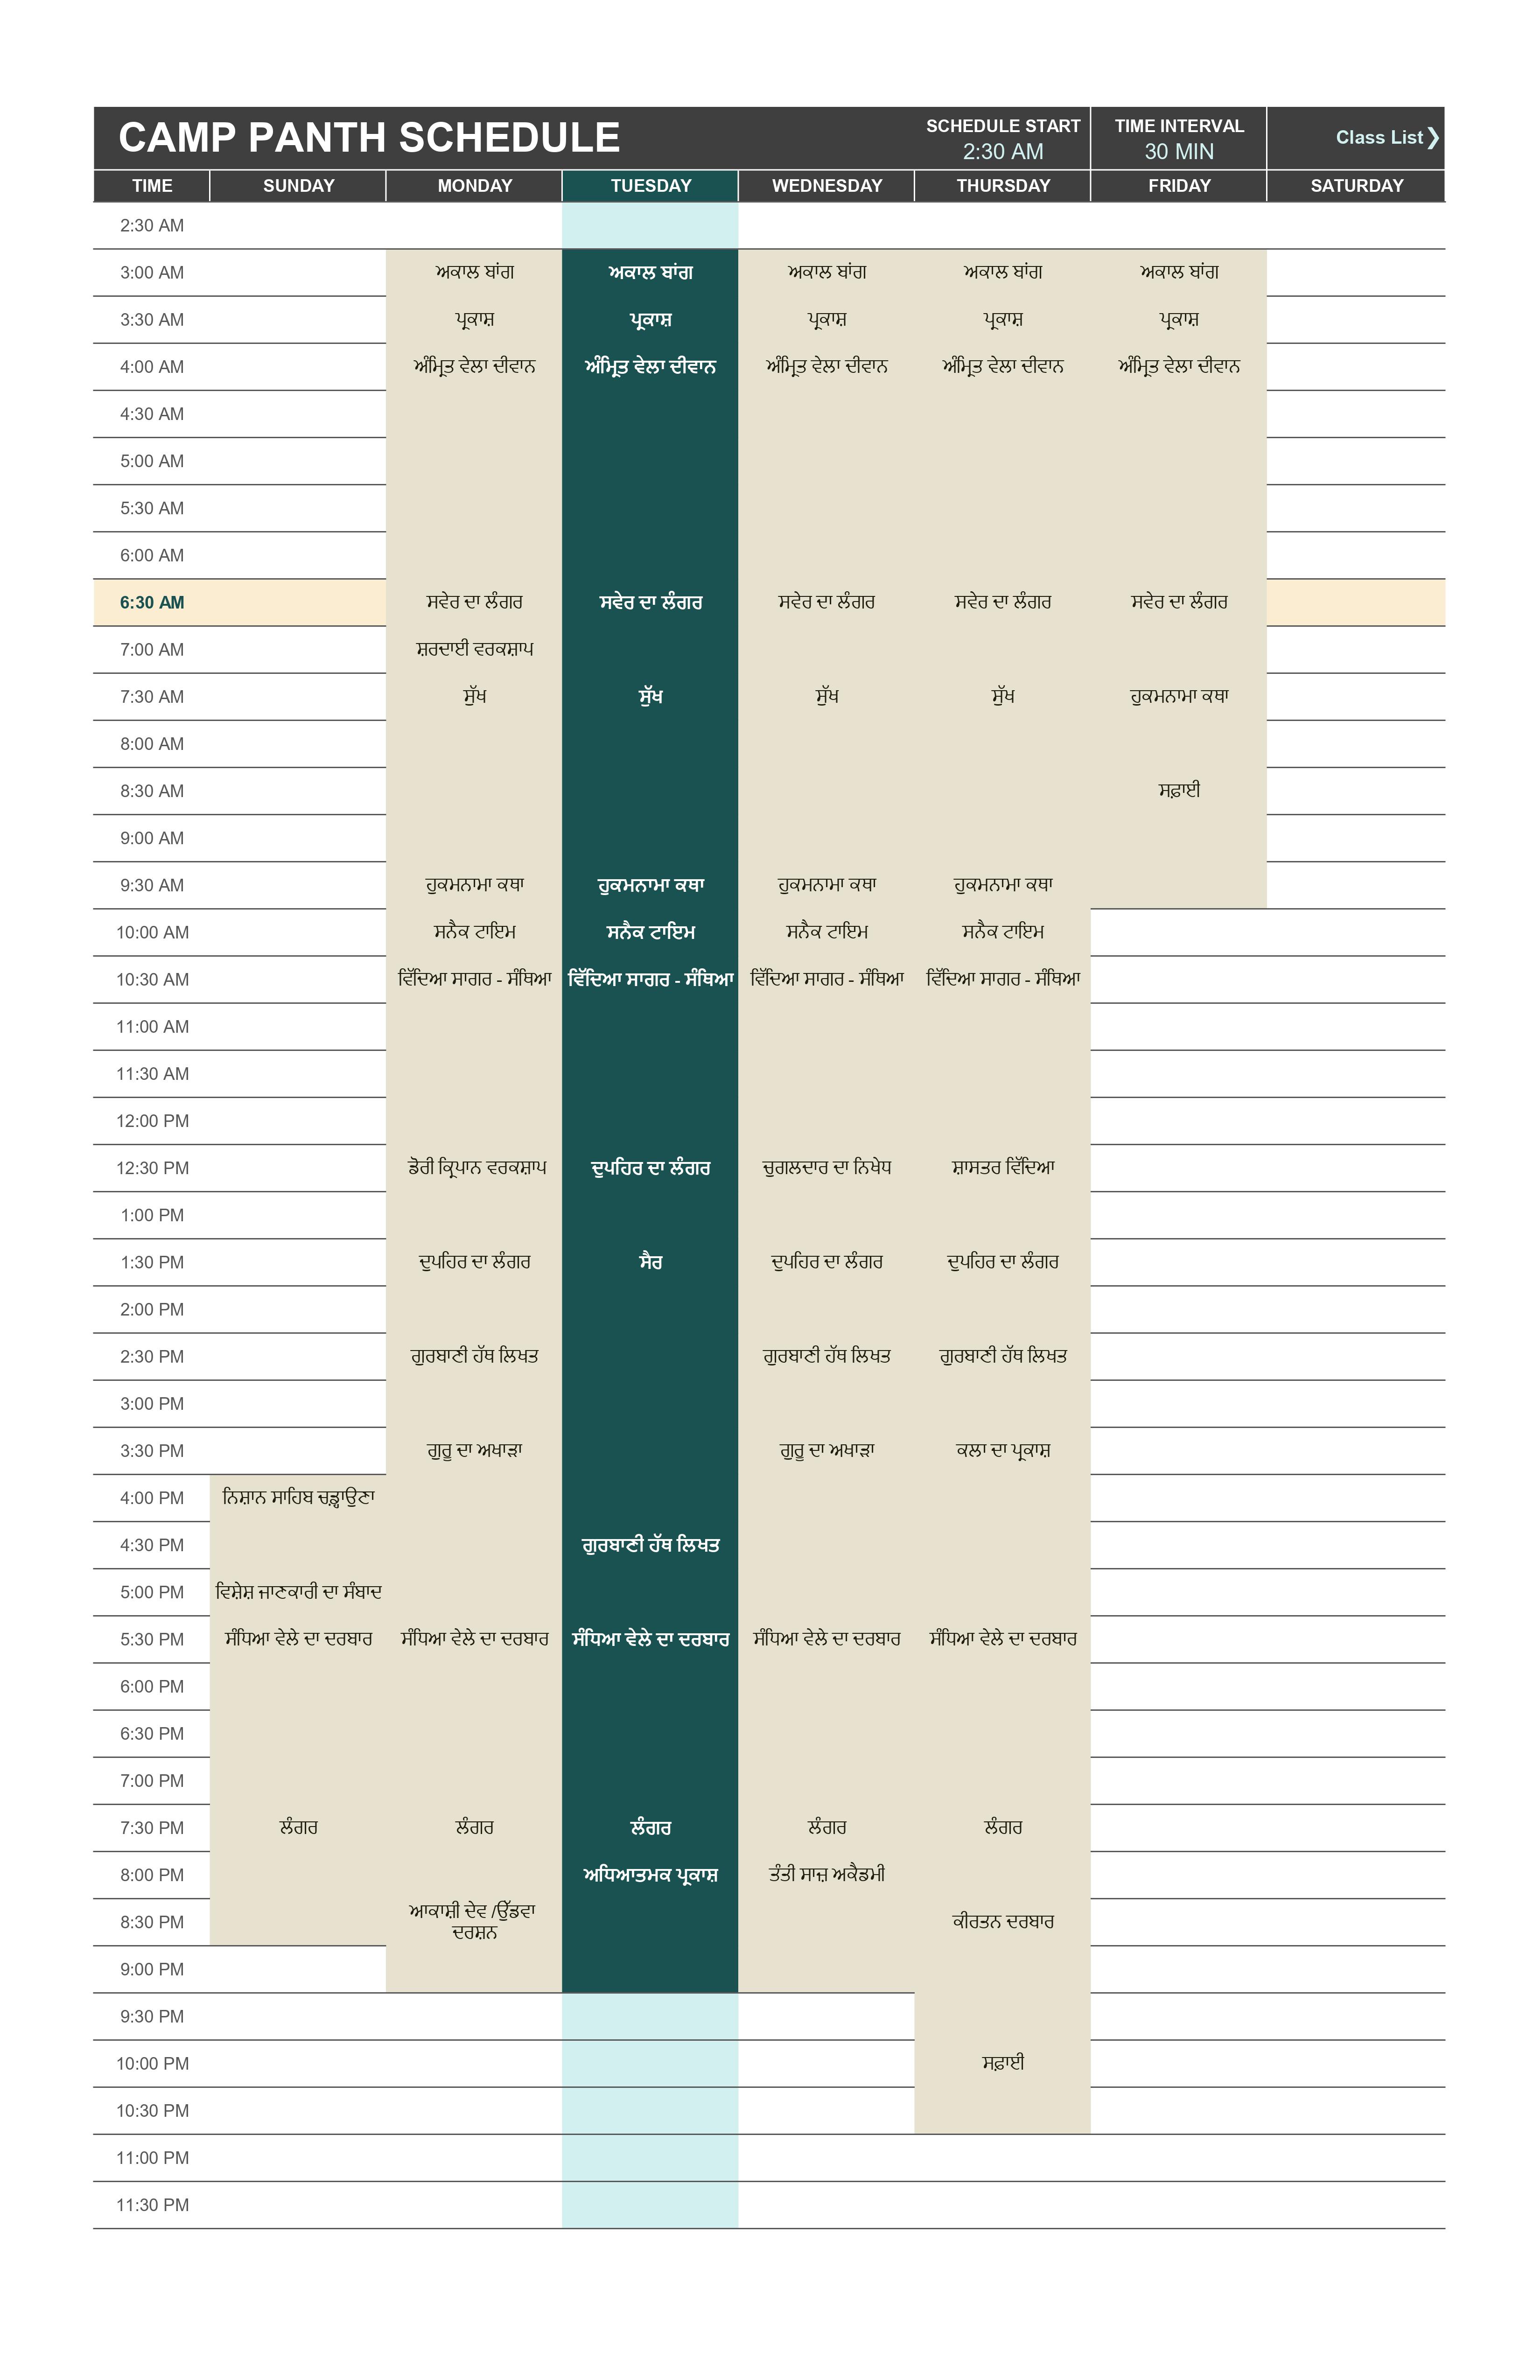 CAMP PANTH SCHEDULE
SCHEDULE START
2:30 AM
TIME INTERVAL
30 MIN
Class List❯
TIME SUNDAY MONDAY TUESDAY WEDNESDAY THURSDAY FRIDAY SATURDAY
2:30 AM
3:00 AM ਅਕਾਲ ਬਾਂਗ ਅਕਾਲ ਬਾਂਗ ਅਕਾਲ ਬਾਂਗ ਅਕਾਲ ਬਾਂਗ ਅਕਾਲ ਬਾਂਗ
3:30 AM ਪ੍ਰਕਾਸ਼ ਪ੍ਰਕਾਸ਼ ਪ੍ਰਕਾਸ਼ ਪ੍ਰਕਾਸ਼ ਪ੍ਰਕਾਸ਼
4:00 AM ਅੰਮ੍ਰਿਤ ਵੇਲਾ ਦੀਵਾਨ ਅੰਮ੍ਰਿਤ ਵੇਲਾ ਦੀਵਾਨ ਅੰਮ੍ਰਿਤ ਵੇਲਾ ਦੀਵਾਨ ਅੰਮ੍ਰਿਤ ਵੇਲਾ ਦੀਵਾਨ ਅੰਮ੍ਰਿਤ ਵੇਲਾ ਦੀਵਾਨ
4:30 AM
5:00 AM
5:30 AM
6:00 AM
6:30 AM ਸਵੇਰ ਦਾ ਲੰਗਰ ਸਵੇਰ ਦਾ ਲੰਗਰ ਸਵੇਰ ਦਾ ਲੰਗਰ ਸਵੇਰ ਦਾ ਲੰਗਰ ਸਵੇਰ ਦਾ ਲੰਗਰ
7:00 AM ਸ਼ਰਦਾਈ ਵਰਕਸ਼ਾਪ
7:30 AM ਸੁੱਖ ਸੁੱਖ ਸੁੱਖ ਸੁੱਖ ਹੁਕਮਨਾਮਾ ਕਥਾ
8:00 AM
8:30 AM ਸਫ਼ਾਈ
9:00 AM
9:30 AM ਹੁਕਮਨਾਮਾ ਕਥਾ ਹੁਕਮਨਾਮਾ ਕਥਾ ਹੁਕਮਨਾਮਾ ਕਥਾ ਹੁਕਮਨਾਮਾ ਕਥਾ
10:00 AM ਸਨੈਕ ਟਾਇਮ ਸਨੈਕ ਟਾਇਮ ਸਨੈਕ ਟਾਇਮ ਸਨੈਕ ਟਾਇਮ
10:30 AM ਵਿੱਦਿਆ ਸਾਗਰ - ਸੰਥਿਆ ਵਿੱਦਿਆ ਸਾਗਰ - ਸੰਥਿਆ ਵਿੱਦਿਆ ਸਾਗਰ - ਸੰਥਿਆ ਵਿੱਦਿਆ ਸਾਗਰ - ਸੰਥਿਆ
11:00 AM
11:30 AM
12:00 PM
12:30 PM ਡੋਰੀ ਕ੍ਰਿਪਾਨ ਵਰਕਸ਼ਾਪ ਦੁਪਹਿਰ ਦਾ ਲੰਗਰ ਚੁਗਲਦਾਰ ਦਾ ਨਿਖੇਧ ਸ਼ਾਸਤਰ ਵਿੱਦਿਆ
1:00 PM
1:30 PM ਦੁਪਹਿਰ ਦਾ ਲੰਗਰ ਸੈਰ ਦੁਪਹਿਰ ਦਾ ਲੰਗਰ ਦੁਪਹਿਰ ਦਾ ਲੰਗਰ
2:00 PM
2:30 PM ਗੁਰਬਾਣੀ ਹੱਥ ਲਿਖਤ ਗੁਰਬਾਣੀ ਹੱਥ ਲਿਖਤ ਗੁਰਬਾਣੀ ਹੱਥ ਲਿਖਤ
3:00 PM
3:30 PM ਗੁਰੂ ਦਾ ਅਖਾੜਾ ਗੁਰੂ ਦਾ ਅਖਾੜਾ ਕਲਾ ਦਾ ਪ੍ਰਕਾਸ਼
4:00 PM ਨਿਸ਼ਾਨ ਸਾਹਿਬ ਚੜ੍ਹਾਉਣਾ
4:30 PM ਗੁਰਬਾਣੀ ਹੱਥ ਲਿਖਤ
5:00 PM ਵਿਸ਼ੇਸ਼ ਜਾਣਕਾਰੀ ਦਾ ਸੰਬਾਦ
5:30 PM ਸੰਧਿਆ ਵੇਲੇ ਦਾ ਦਰਬਾਰ ਸੰਧਿਆ ਵੇਲੇ ਦਾ ਦਰਬਾਰ ਸੰਧਿਆ ਵੇਲੇ ਦਾ ਦਰਬਾਰ ਸੰਧਿਆ ਵੇਲੇ ਦਾ ਦਰਬਾਰ ਸੰਧਿਆ ਵੇਲੇ ਦਾ ਦਰਬਾਰ
6:00 PM
6:30 PM
7:00 PM
7:30 PM ਲੰਗਰ ਲੰਗਰ ਲੰਗਰ ਲੰਗਰ ਲੰਗਰ
8:00 PM ਅਧਿਆਤਮਕ ਪ੍ਰਕਾਸ਼ ਤੰਤੀ ਸਾਜ਼ ਅਕੈਡਮੀ
8:30 PM ਆਕਾਸ਼ੀ ਦੇਵ /ਉੱਡਵਾ
ਦਰਸ਼ਨ ਕੀਰਤਨ ਦਰਬਾਰ
9:00 PM
9:30 PM
10:00 PM ਸਫ਼ਾਈ
10:30 PM
11:00 PM
11:30 PM